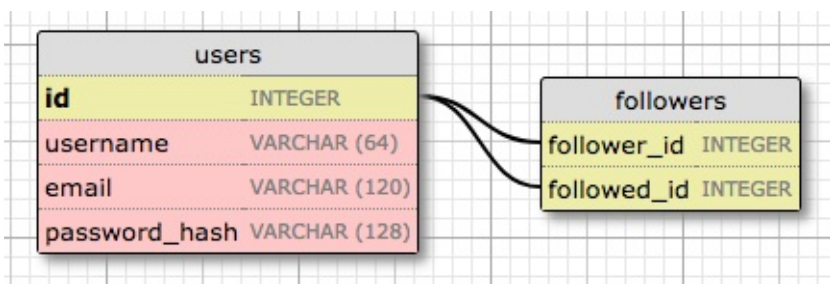 users
id INTEGER
username VARCHAR (64)
email VARCHAR (120)
password_hash VARCHAR (128)
followers
follower_id INTEGER
followed_id INTEGER